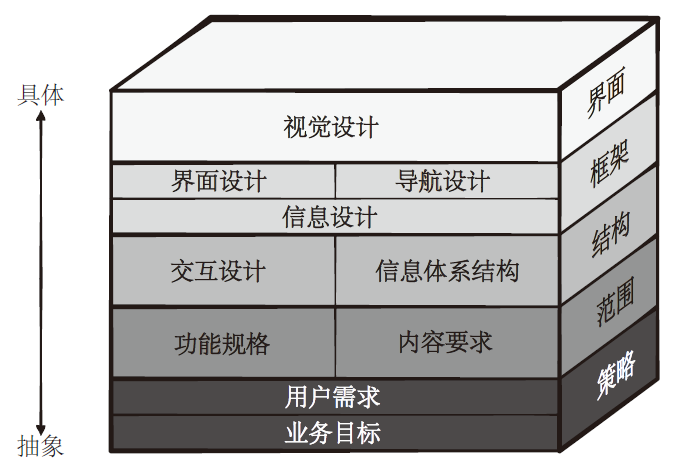 具体
界面
视觉设计
框架
界面设计
导航设计
信息设计
结构
交互设计
信息体系结构
范围
功能规格
内容要求
策略
用户需求
业务目标
抽象